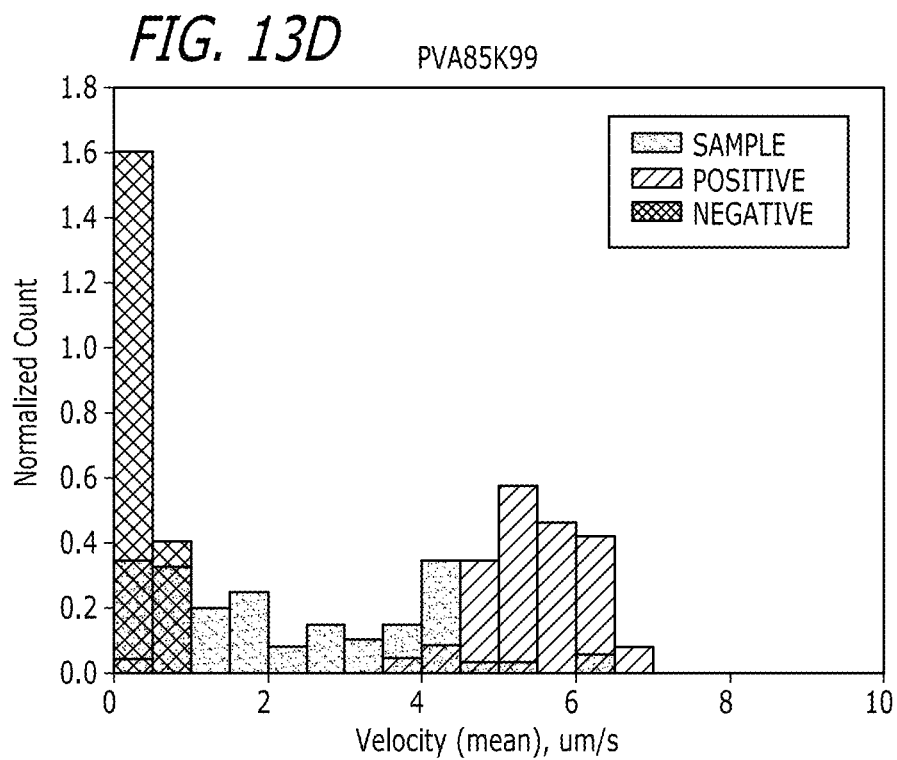 FIG. 13D
PVA85K99
1.8
1.6
1.4
1.2
1.0
0.8
0.6
0.4
0.2
0.0
Normalized Count
SAMPLE
POSITIVE
NEGATIVE
0 2 4 6 8 10
Velocity (mean), um/s